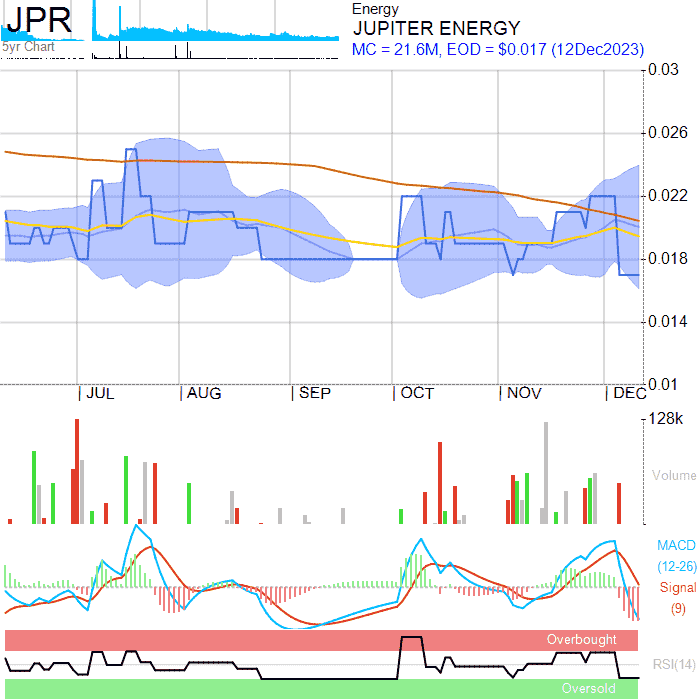 JPR
5yr Chart
Energy
JUPITER ENERGY
MC = 21.6M, EOD = $0.017 (12Dec2023)
0.03
0.026
0.022
0.018
0.014
0.01
JUL AUG SEP OCT NOV DEC
128k
Volume
MACD
(12-26)
Signal
(9)
Overbought
RSI(14)
Oversold